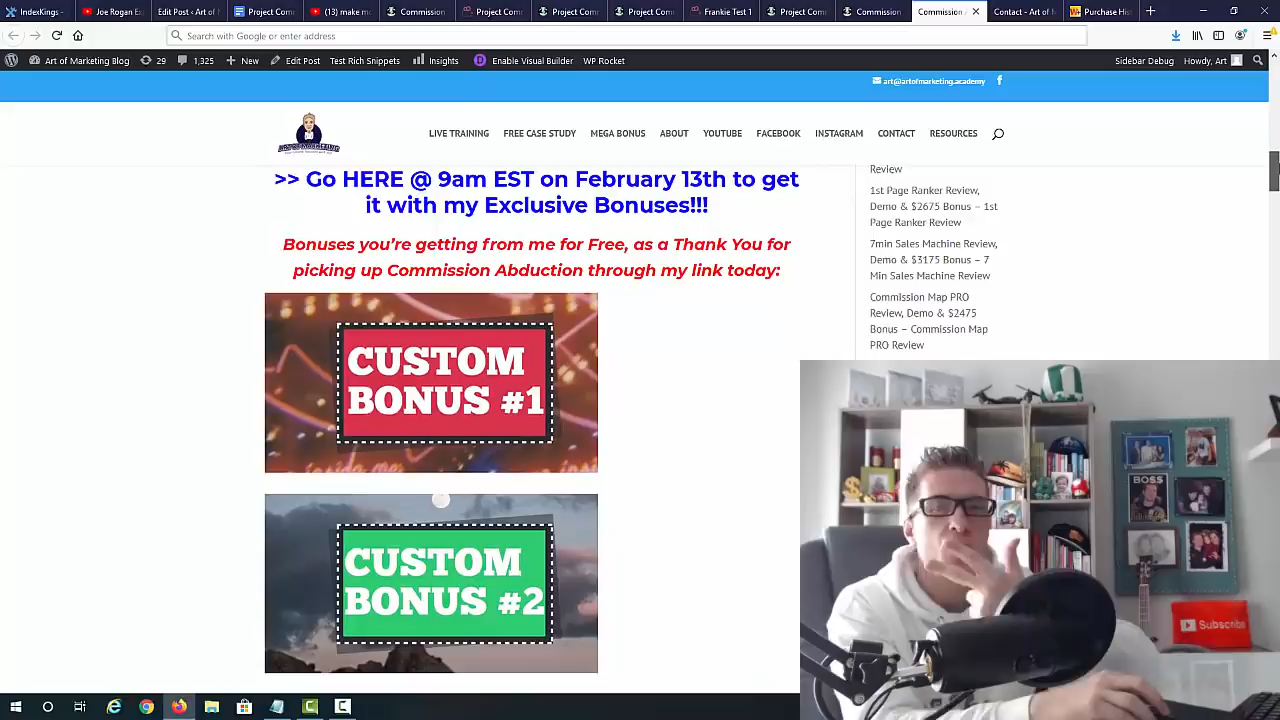 IndexKings -
Joe Rogan Ex
Edit Post ‹ Art of M
Project Com
(13) make mo
Commission
Project Com
Project Com
Project Com
Frankie Test 1
Project Com
Commission
Commission A
Contact - Art of M
Purchase Hist
Search with Google or enter address
Art of Marketing Blog
29
1,325
New
Edit Post
Test Rich Snippets
Insights
Enable Visual Builder
WP Rocket
Sidebar Debug
Howdy, Art
art@artofmarketing.academy
ART OF MARKETING
LIVE TRAINING
FREE CASE STUDY
MEGA BONUS
ABOUT
YOUTUBE
FACEBOOK
INSTAGRAM
CONTACT
RESOURCES
>> Go HERE @ 9am EST on February 13th to get
it with my Exclusive Bonuses!!!
Bonuses you're getting from me for Free, as a Thank You for
picking up Commission Abduction through my link today:
CUSTOM
BONUS #1
CUSTOM
BONUS #2
Review
1st Page Ranker Review,
Demo & $2675 Bonus – 1st
Page Ranker Review
7min Sales Machine Review,
Demo & $3175 Bonus – 7
Min Sales Machine Review
Commission Map PRO
Review, Demo & $2475
Bonus – Commission Map
PRO Review
BOSS
Subscribe